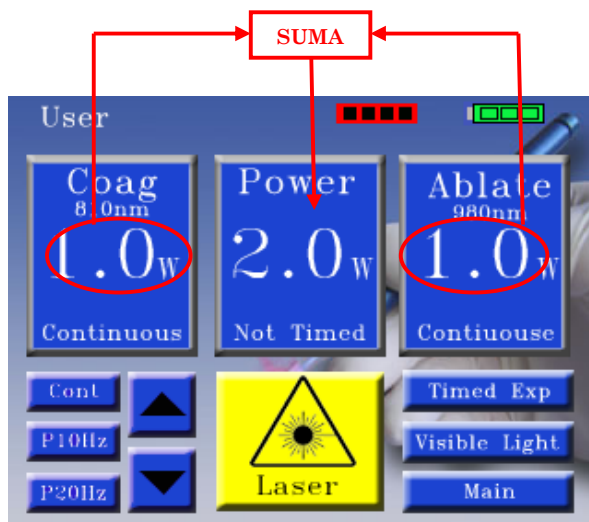 SUMA
User
Coag
810nm
1.0W
Continuous
Power
2.0W
Not Timed
Ablate
980nm
1.0W
Contiuouse
Cont
P10Hz
P20Hz
Laser
Timed Exp
Visible Light
Main